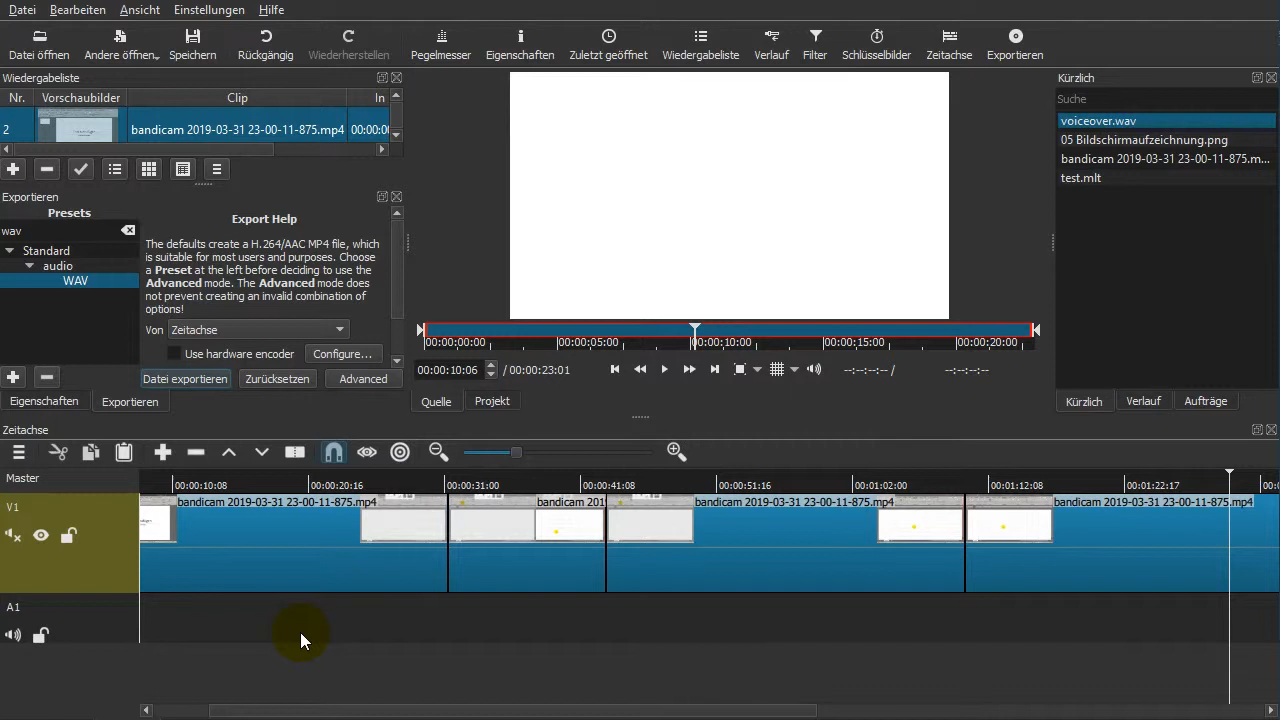 Datei Bearbeiten Ansicht Einstellungen Hilfe
Datei öffnen Andere öffnen Speichern Rückgängig Wiederherstellen Pegelmesser Eigenschaften Zuletzt geöffnet Wiedergabeliste Verlauf Filter Schlüsselbilder Zeitachse Exportieren
Wiedergabeliste
Nr. Vorschaubilder Clip In
2 bandicam 2019-03-31 23-00-11-875.mp4 00:00:0
Exportieren
Presets
wav
Standard
audio
WAV
Export Help
The defaults create a H.264/AAC MP4 file, which
is suitable for most users and purposes. Choose
a Preset at the left before deciding to use the
Advanced mode. The Advanced mode does
not prevent creating an invalid combination of
options!
Von Zeitachse
Use hardware encoder Configure...
Datei exportieren Zurücksetzen Advanced
Eigenschaften Exportieren
00:00:00:00 00:00:05:00 00:00:10:00 00:00:15:00 00:00:20:00
00:00:10:06 / 00:00:23:01 --:--:--:-- / --:--:--:--
Quelle Projekt
Kürzlich
Suche
voiceover.wav
05 Bildschirmaufzeichnung.png
bandicam 2019-03-31 23-00-11-875.m...
test.mlt
Kürzlich Verlauf Aufträge
Zeitachse
Master
00:00:10:08 00:00:20:16 00:00:31:00 00:00:41:08 00:00:51:16 00:01:02:00 00:01:12:08 00:01:22:17 00:0
V1
bandicam 2019-03-31 23-00-11-875.mp4 bandicam 201 bandicam 2019-03-31 23-00-11-875.mp4 bandicam 2019-03-31 23-00-11-875.mp4
A1